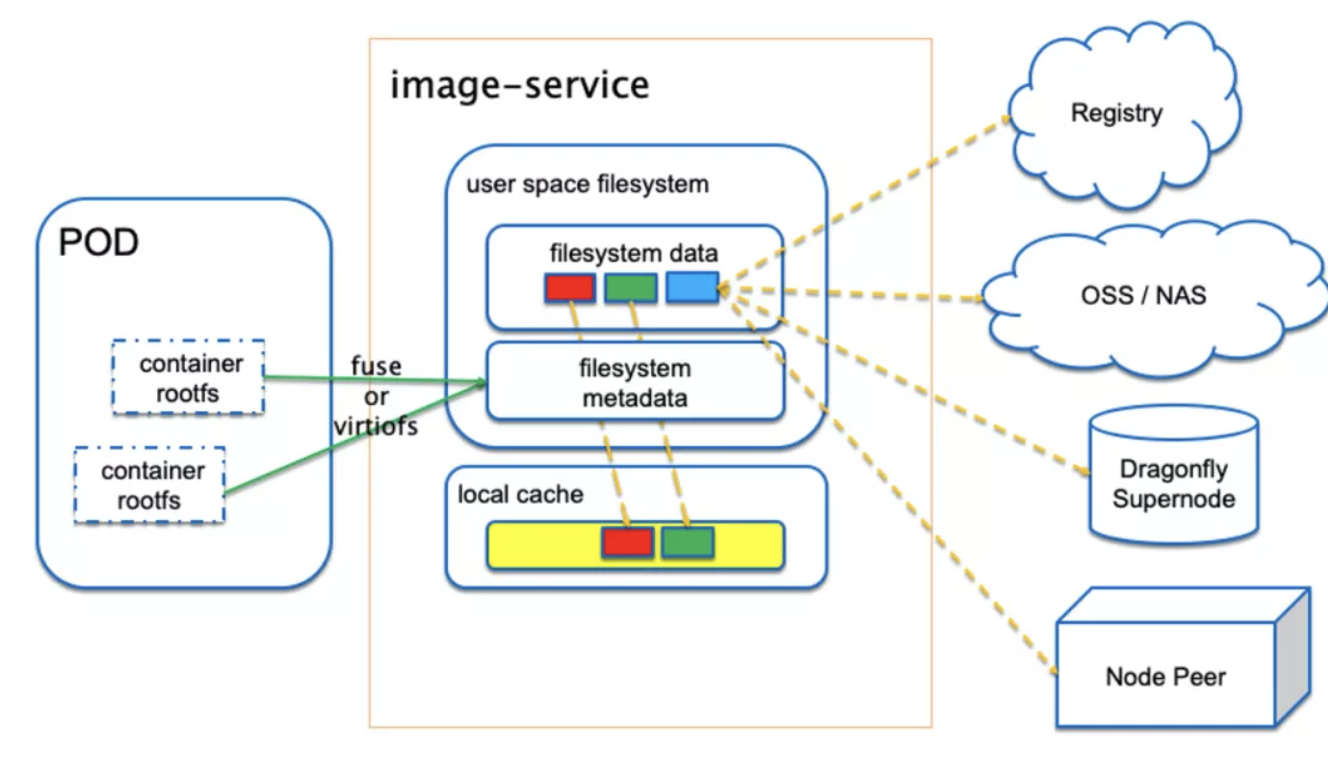 image-service
Registry
user space filesystem
POD
filesystem data
OSS / NAS
container
rootfs
fuse
or
virtiofs
filesystem
metadata
container
rootfs
local cache
Dragonfly
Supernode
Node Peer